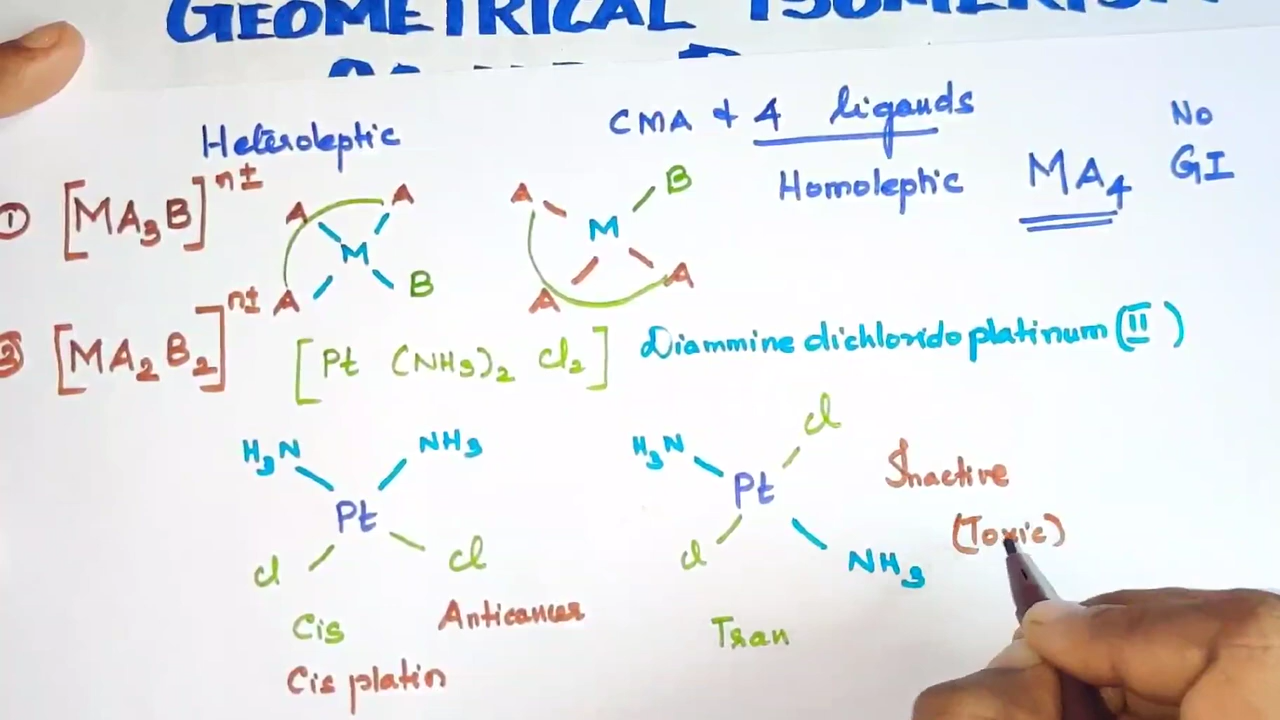 GEOMETRICAL ISOMERISM
Heteroleptic
CMA + 4 ligands
Homoleptic MA4
No
GI
① [MA3B]n±
A A
M
A B
A B
M
A A
② [MA2B2]n±
[Pt (NH3)2 Cl2] Diammine dichlorido platinum (II)
H3N NH3
Pt
Cl Cl
Cis
Anticancer
Cis platin
H3N Cl
Pt
Cl NH3
Tran
Inactive
(Toxic)